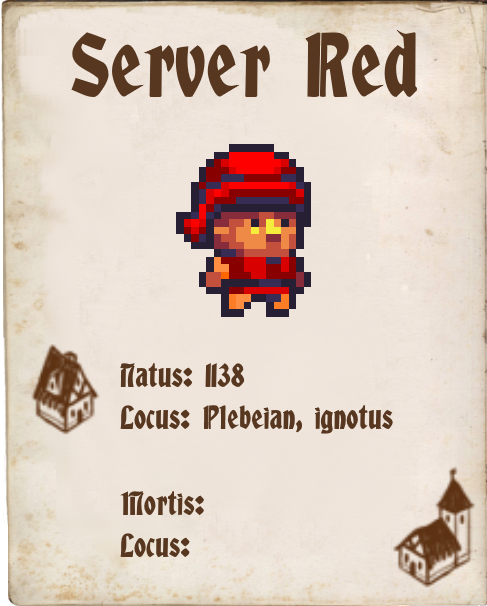 Server Red
Natus: 1138
Locus: Plebeian, ignotus
Mortis:
Locus: